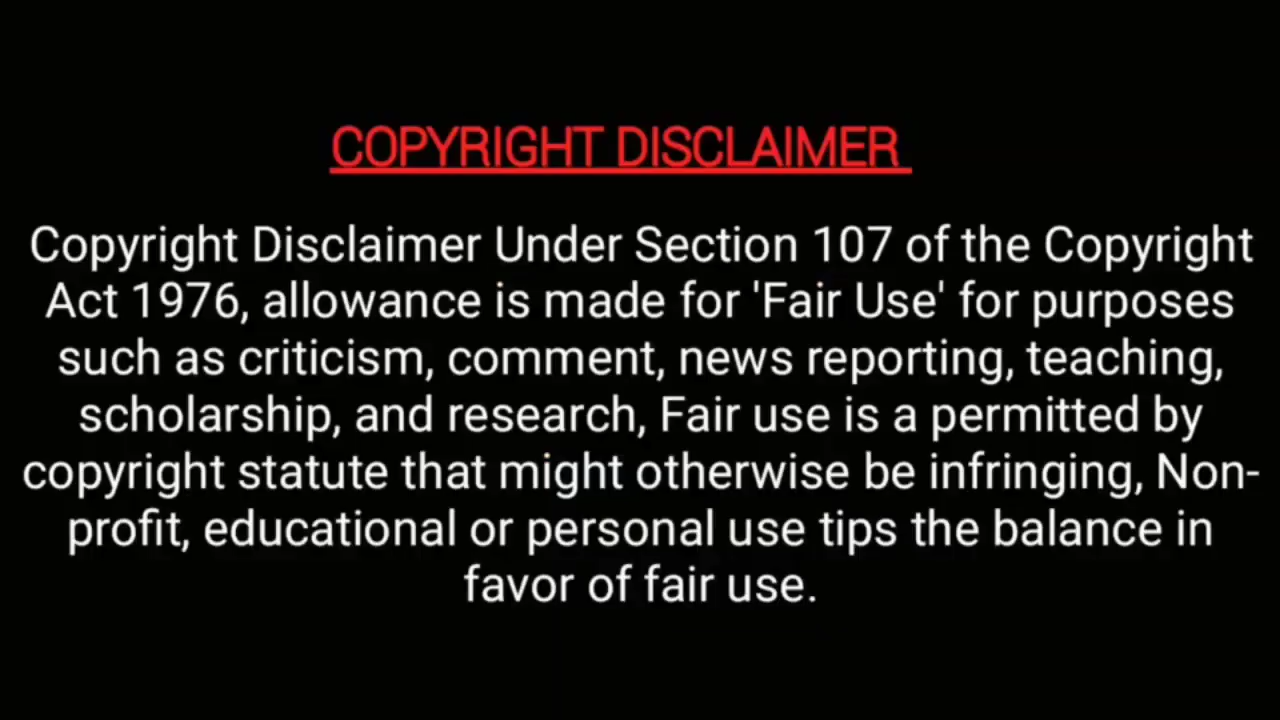 COPYRIGHT DISCLAIMER
Copyright Disclaimer Under Section 107 of the Copyright
Act 1976, allowance is made for 'Fair Use' for purposes
such as criticism, comment, news reporting, teaching,
scholarship, and research, Fair use is a permitted by
copyright statute that might otherwise be infringing, Non-
profit, educational or personal use tips the balance in
favor of fair use.